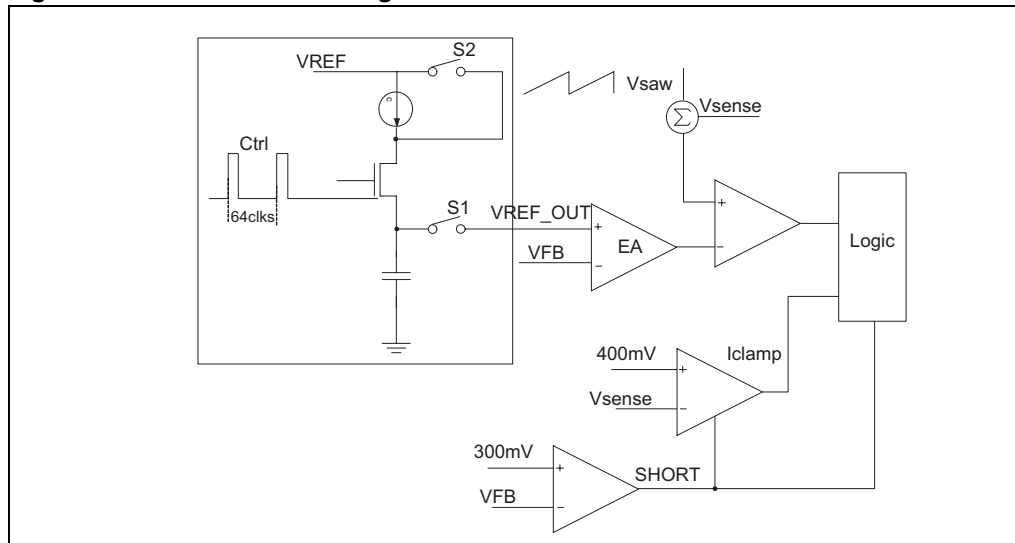 S2
VREF
Vsaw
Vsense
Σ
c
Ctrl
64clks
S1
VREF_OUT
+
VFB
−
EA
+
−
Logic
400mV
+
Iclamp
Vsense
−
300mV
+
SHORT
VFB
−